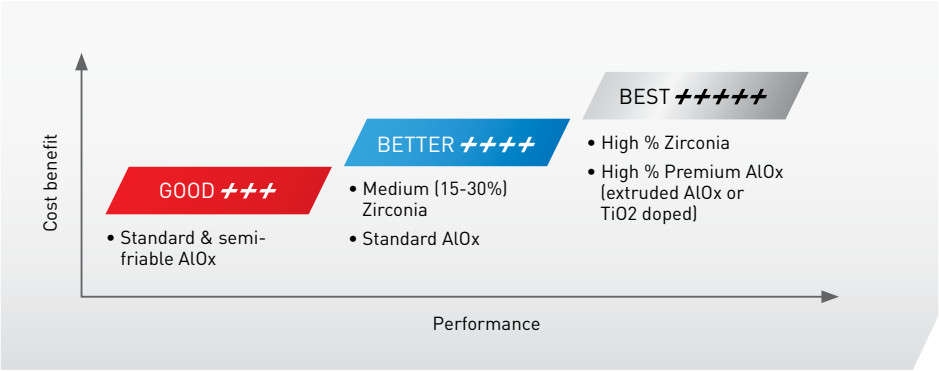 Cost benefit
GOOD +++
• Standard & semi-
friable AlOx
BETTER ++++
• Medium (15-30%)
Zirconia
• Standard AlOx
BEST +++++
• High % Zirconia
• High % Premium AlOx
(extruded AlOx or
TiO2 doped)
Performance